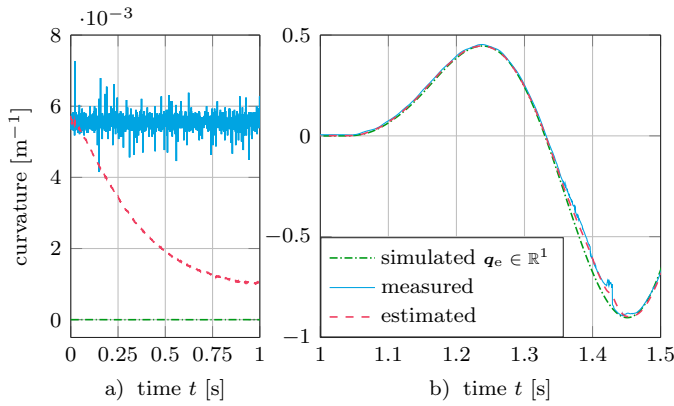 ·10⁻³
8
6
4
2
0
curvature [m⁻¹]
0 0.25 0.5 0.75 1
a) time t [s]
0.5
0
−0.5
−1
simulated qₑ ∈ ℝ¹
measured
estimated
1 1.1 1.2 1.3 1.4 1.5
b) time t [s]